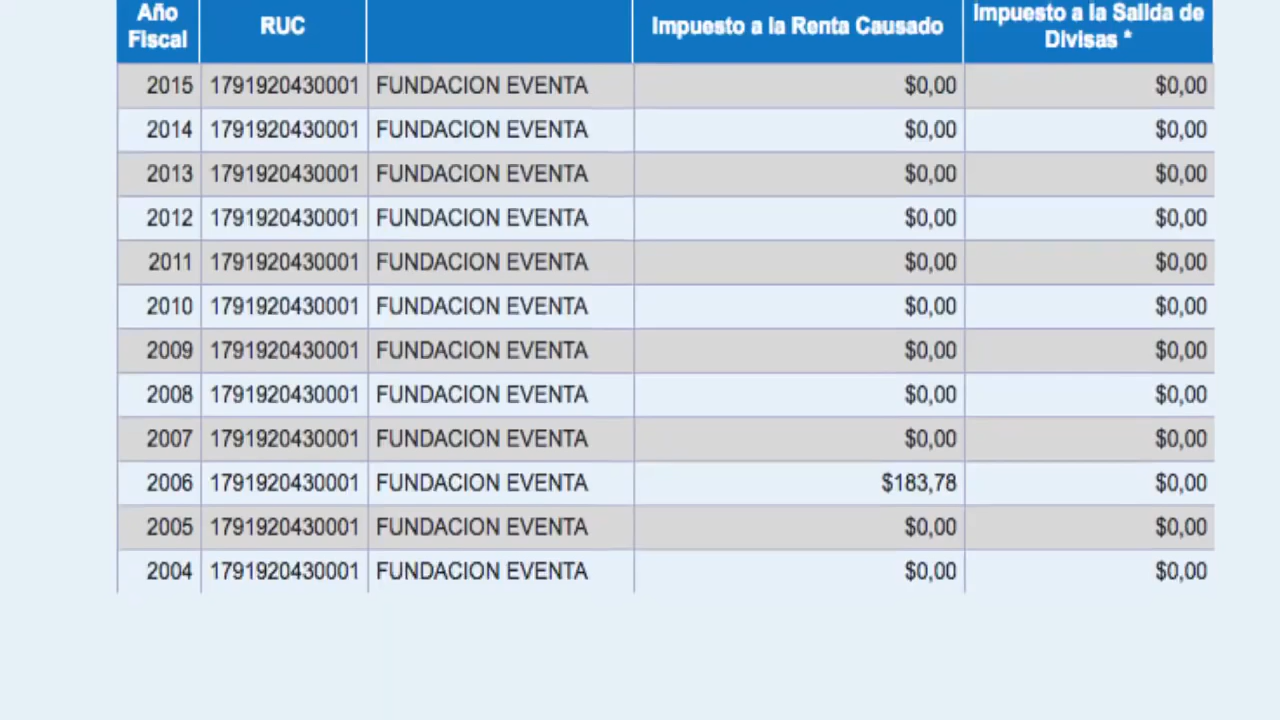 Año Fiscal RUC Impuesto a la Renta Causado Impuesto a la Salida de Divisas *
2015 1791920430001 FUNDACION EVENTA $0,00 $0,00
2014 1791920430001 FUNDACION EVENTA $0,00 $0,00
2013 1791920430001 FUNDACION EVENTA $0,00 $0,00
2012 1791920430001 FUNDACION EVENTA $0,00 $0,00
2011 1791920430001 FUNDACION EVENTA $0,00 $0,00
2010 1791920430001 FUNDACION EVENTA $0,00 $0,00
2009 1791920430001 FUNDACION EVENTA $0,00 $0,00
2008 1791920430001 FUNDACION EVENTA $0,00 $0,00
2007 1791920430001 FUNDACION EVENTA $0,00 $0,00
2006 1791920430001 FUNDACION EVENTA $183,78 $0,00
2005 1791920430001 FUNDACION EVENTA $0,00 $0,00
2004 1791920430001 FUNDACION EVENTA $0,00 $0,00